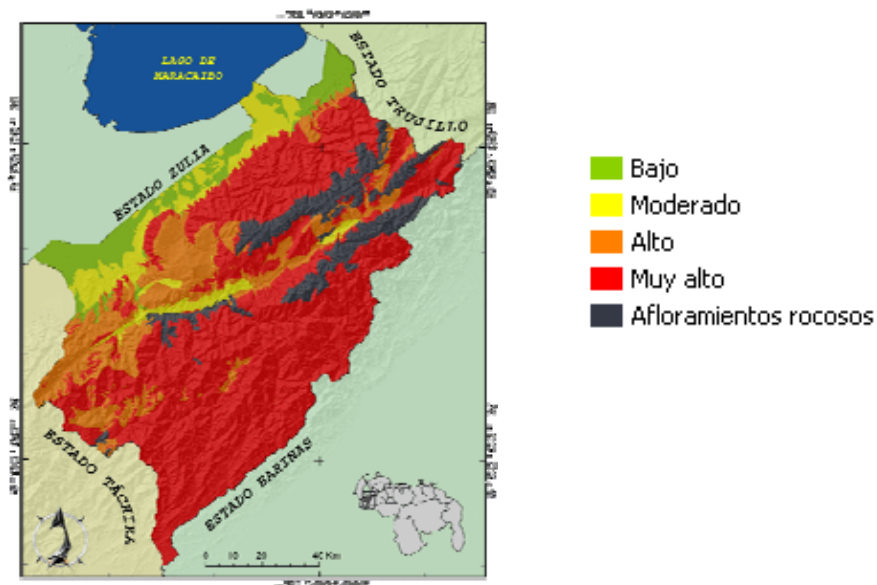 LAGO DE
MARACAIBO
ESTADO TRUJILLO
ESTADO ZULIA
ESTADO TÁCHIRA
ESTADO BARINAS
0 10 20 40 Km
Bajo
Moderado
Alto
Muy alto
Afloramientos rocosos